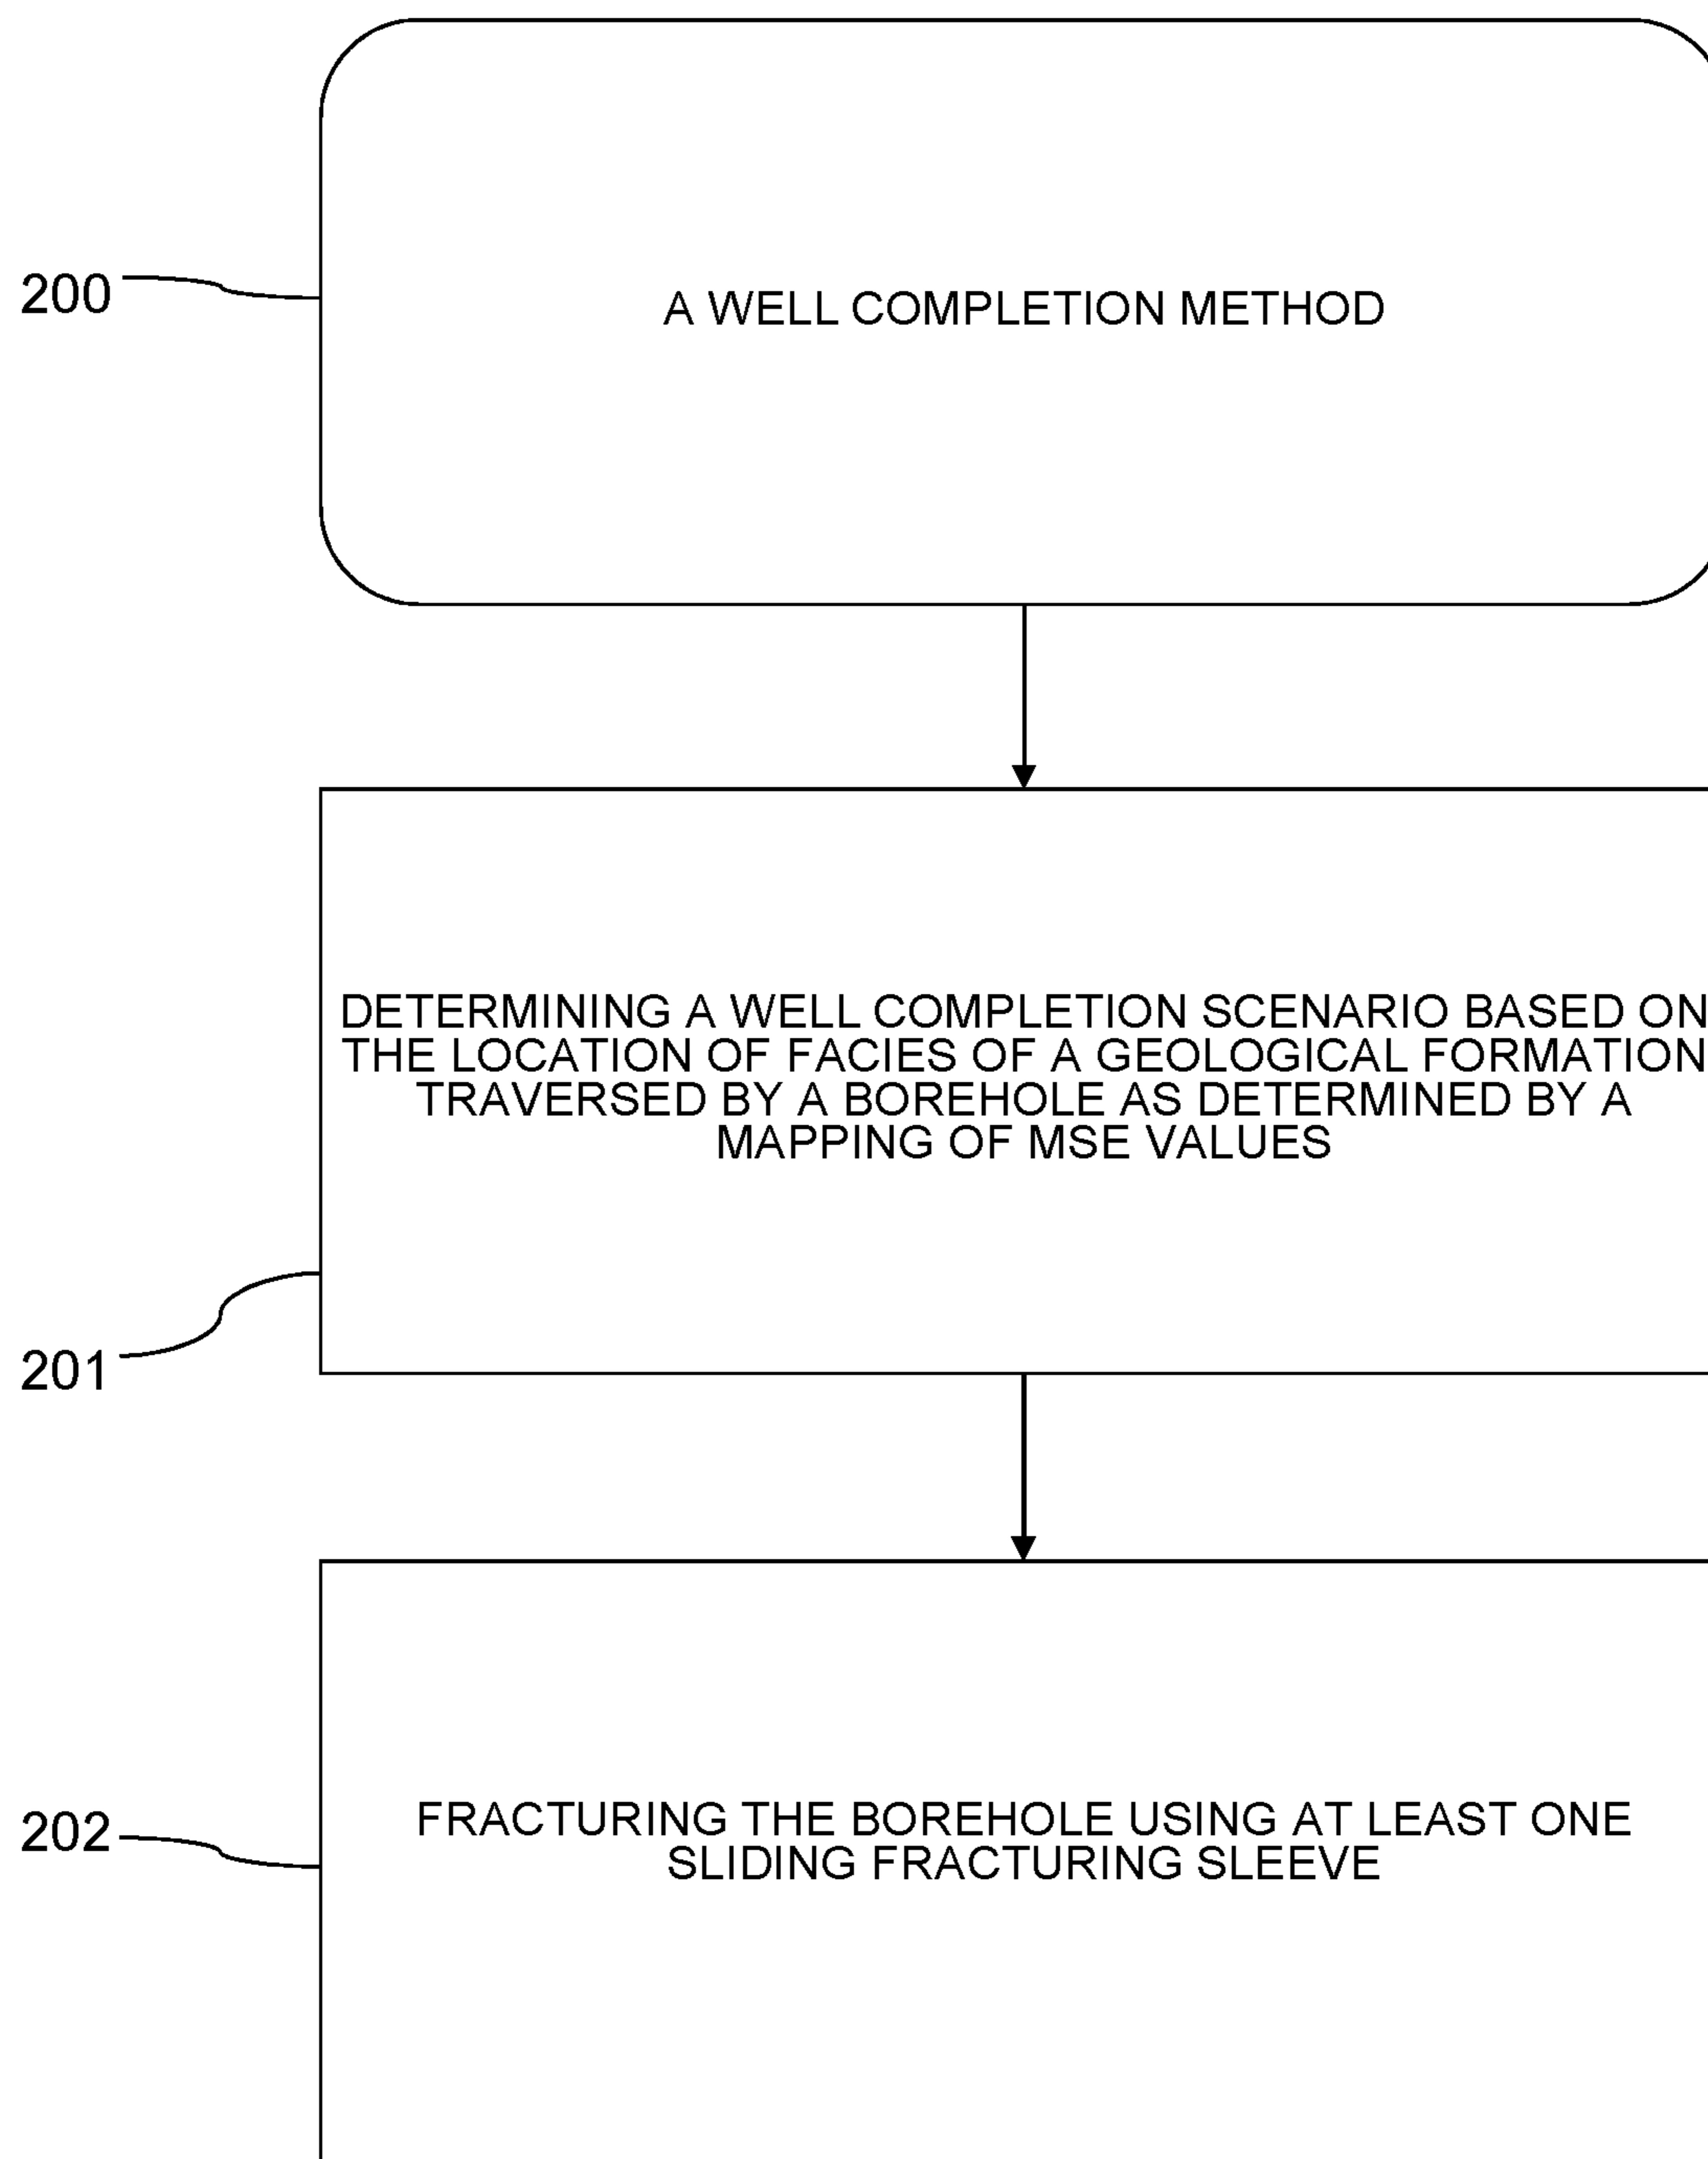 200
A WELL COMPLETION METHOD
DETERMINING A WELL COMPLETION SCENARIO BASED ON
THE LOCATION OF FACIES OF A GEOLOGICAL FORMATION
TRAVERSED BY A BOREHOLE AS DETERMINED BY A
MAPPING OF MSE VALUES
201
FRACTURING THE BOREHOLE USING AT LEAST ONE
SLIDING FRACTURING SLEEVE
202